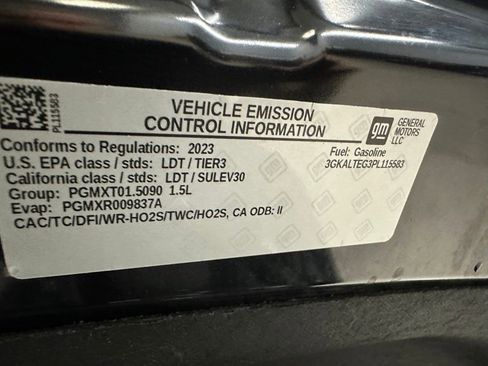 PL115583
VEHICLE EMISSION
CONTROL INFORMATION
gm
GENERAL
MOTORS
LLC
Conforms to Regulations: 2023
U.S. EPA class / stds: LDT / TIER3
California class / stds: LDT / SULEV30
Group: PGMXT01.5090 1.5L
Evap: PGMXR009837A
CAC/TC/DFI/WR-HO2S/TWC/HO2S, CA ODB: II
Fuel: Gasoline
3GKALTEG3PL115583